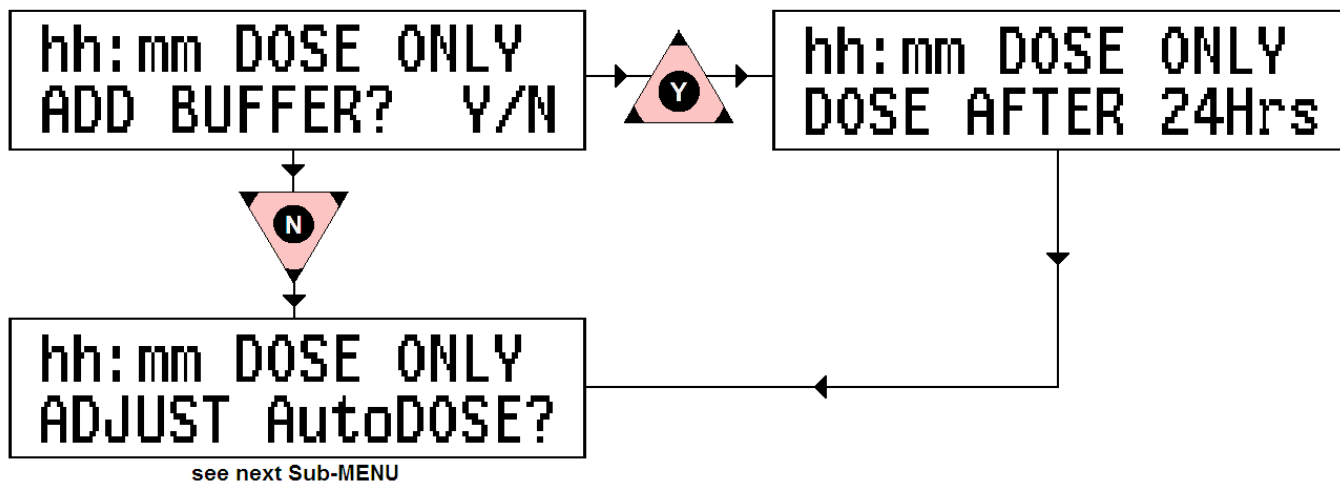 hh:mm DOSE ONLY
ADD BUFFER? Y/N
Y
hh:mm DOSE ONLY
DOSE AFTER 24Hrs
N
hh:mm DOSE ONLY
ADJUST AutoDOSE?
see next Sub-MENU